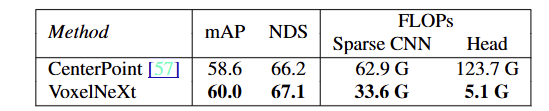 FLOPs
Method mAP NDS
Sparse CNN Head
CenterPoint [57] 58.6 66.2 62.9 G 123.7 G
VoxelNeXt 60.0 67.1 33.6 G 5.1 G